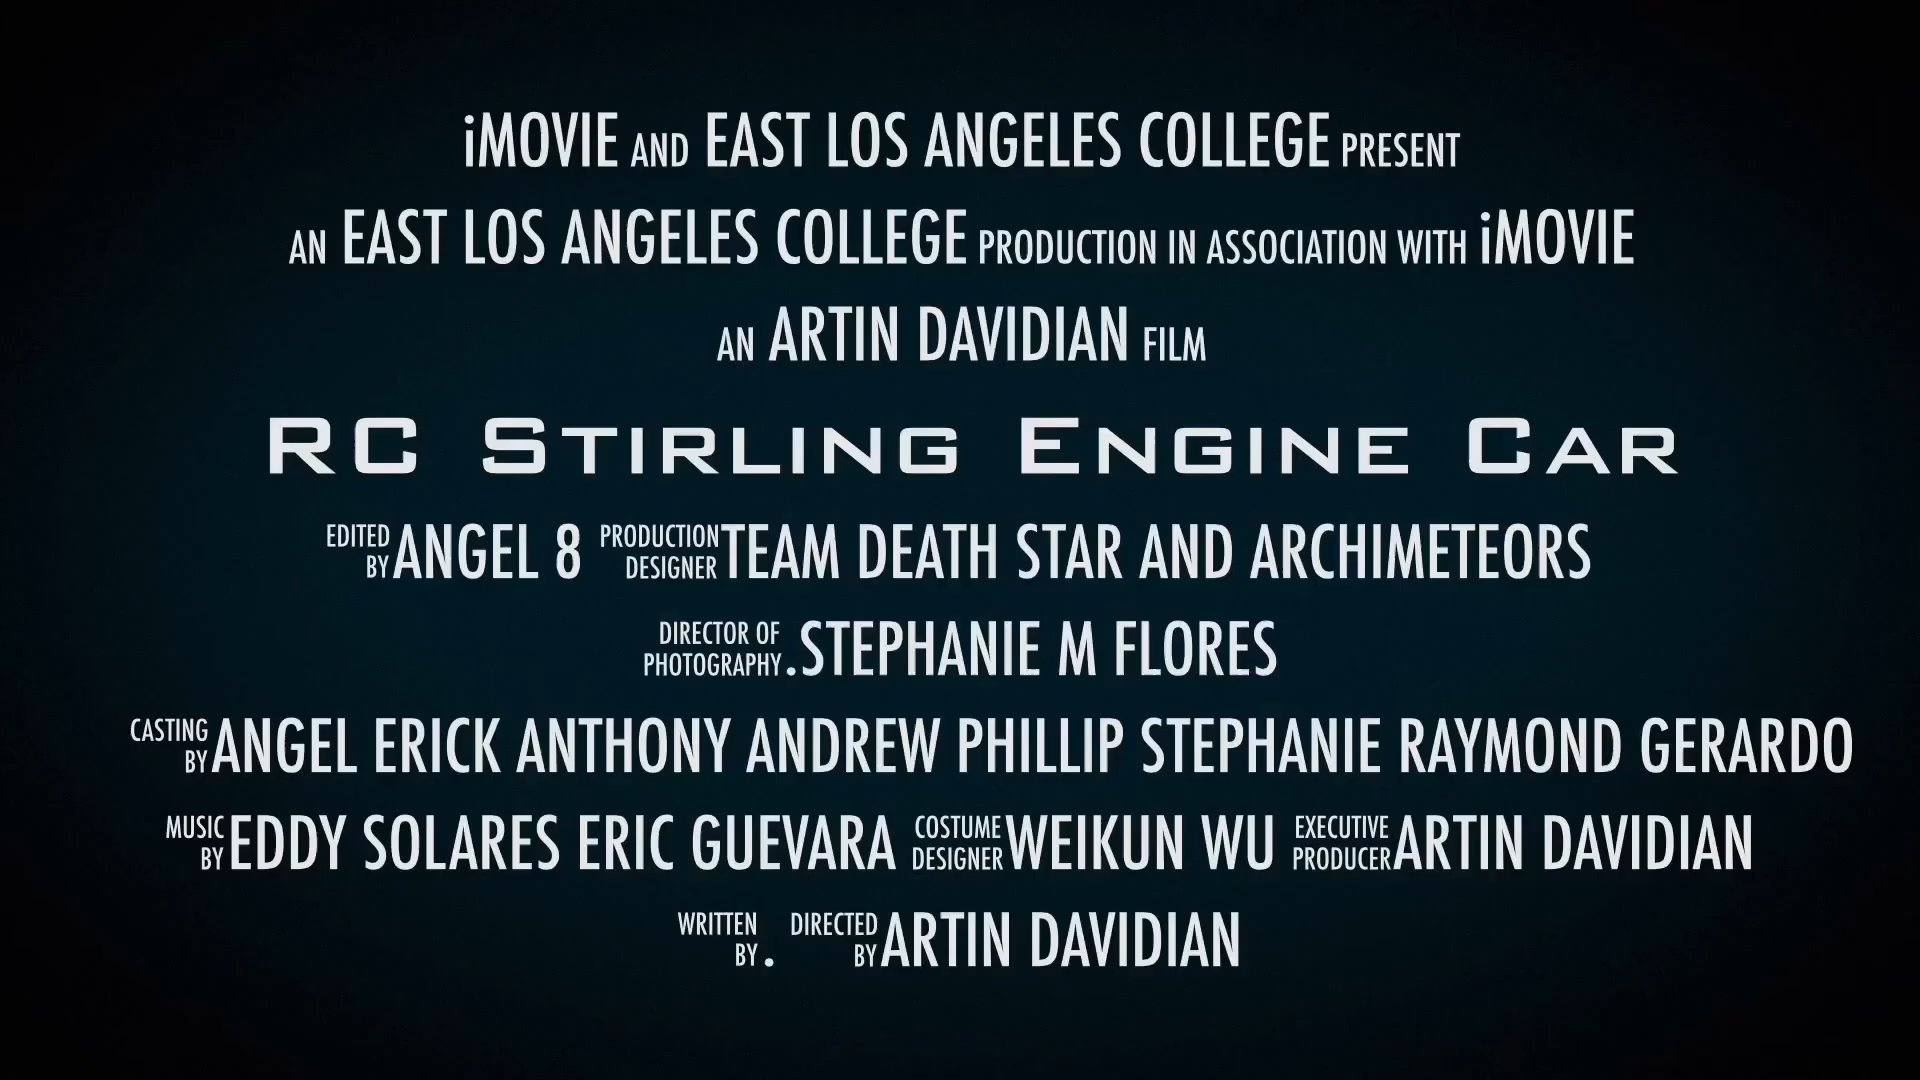 iMOVIE AND EAST LOS ANGELES COLLEGE PRESENT
AN EAST LOS ANGELES COLLEGE PRODUCTION IN ASSOCIATION WITH iMOVIE
AN ARTIN DAVIDIAN FILM
RC STIRLING ENGINE CAR
EDITED BY ANGEL 8 PRODUCTION DESIGNER TEAM DEATH STAR AND ARCHIMETEORS
DIRECTOR OF PHOTOGRAPHY .STEPHANIE M FLORES
CASTING BY ANGEL ERICK ANTHONY ANDREW PHILLIP STEPHANIE RAYMOND GERARDO
MUSIC BY EDDY SOLARES ERIC GUEVARA COSTUME DESIGNER WEIKUN WU EXECUTIVE PRODUCER ARTIN DAVIDIAN
WRITTEN BY . DIRECTED BY ARTIN DAVIDIAN